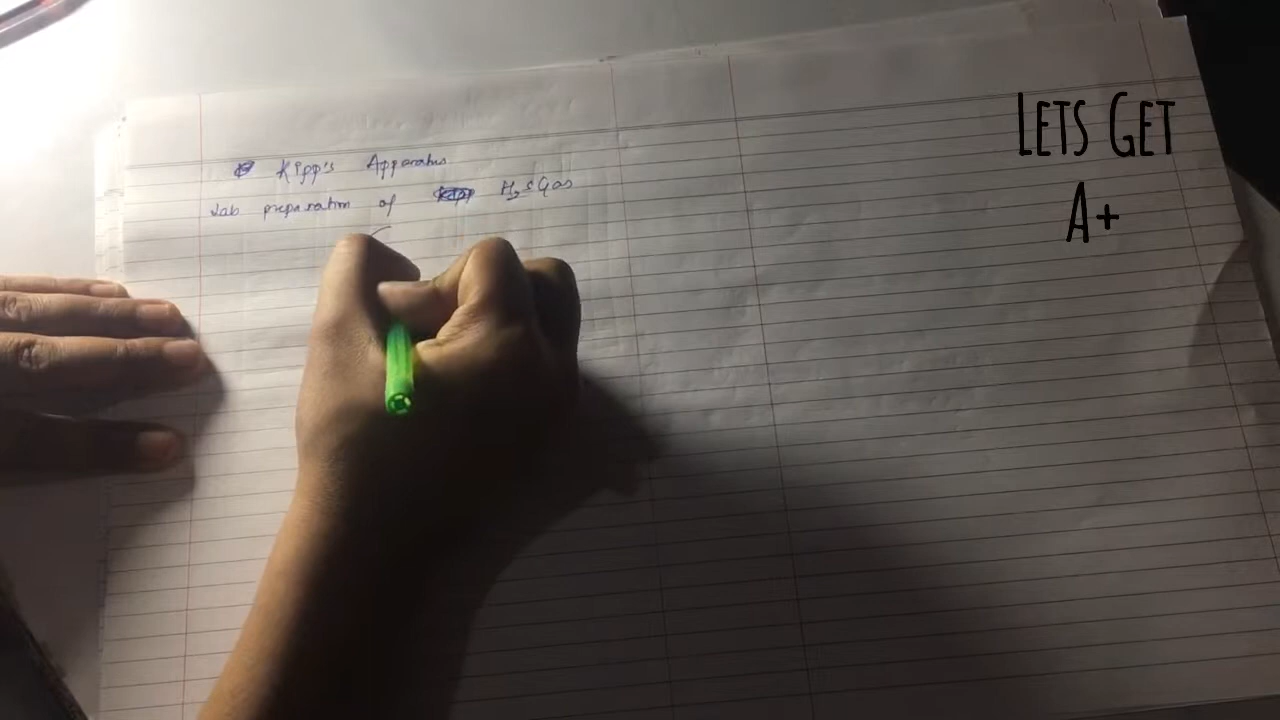 Kipp's Apparatus
Lab preparation of H₂S Gas
LETS GET
A+